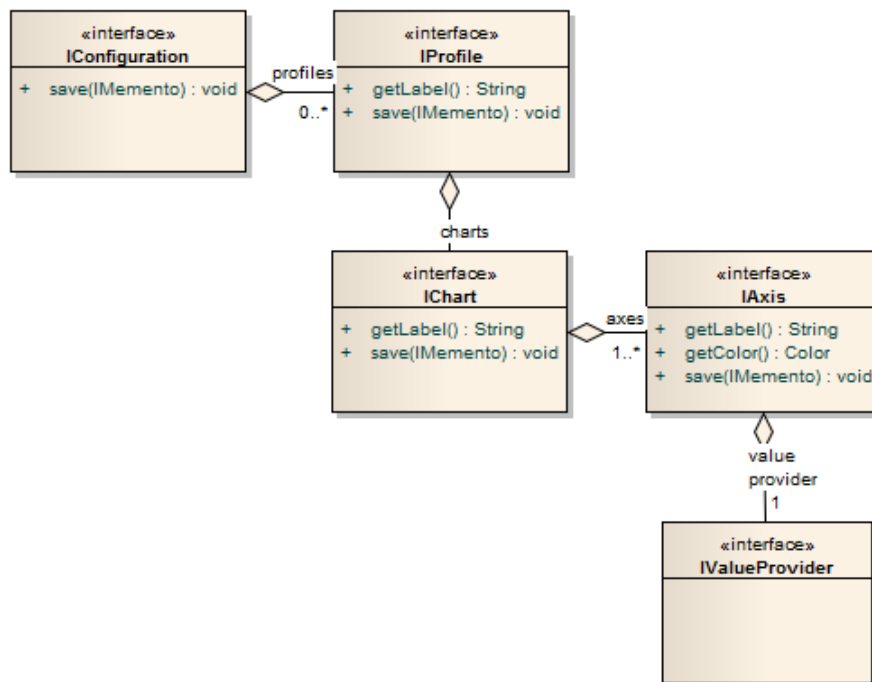 «interface»
IConfiguration
+ save(IMemento) : void
profiles
0..*
«interface»
IProfile
+ getLabel() : String
+ save(IMemento) : void
charts
«interface»
IChart
+ getLabel() : String
+ save(IMemento) : void
axes
1..*
«interface»
IAxis
+ getLabel() : String
+ getColor() : Color
+ save(IMemento) : void
value
provider
1
«interface»
IValueProvider